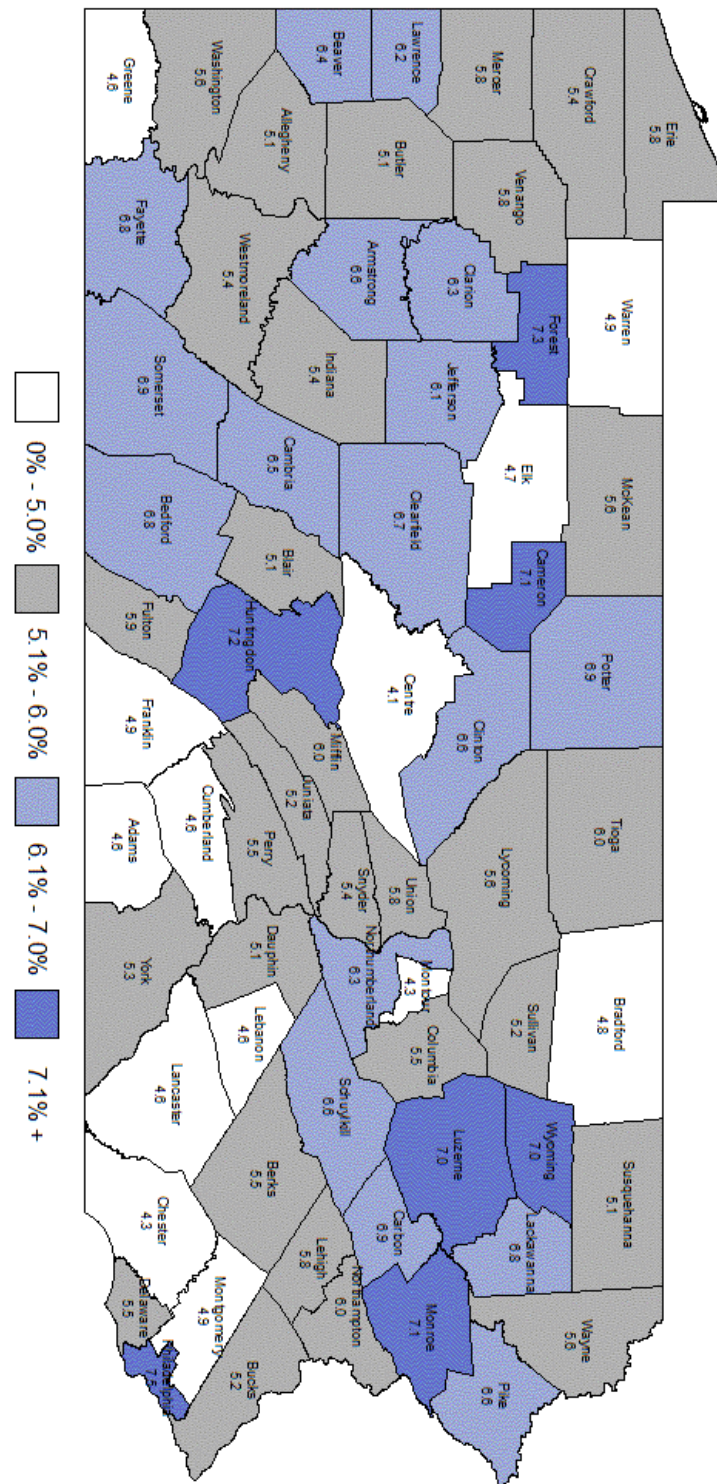 Erie
5.8
Crawford
5.4
Warren
4.9
McKean
5.6
Potter
6.9
Tioga
6.0
Bradford
4.8
Susquehanna
5.1
Wayne
5.6
Mercer
5.8
Venango
5.8
Forest
7.3
Elk
4.7
Cameron
7.1
Clinton
6.6
Lycoming
5.6
Sullivan
5.2
Wyoming
7.0
Lackawanna
6.8
Pike
6.6
Lawrence
6.2
Butler
5.1
Clarion
6.3
Jefferson
6.1
Clearfield
6.7
Centre
4.1
Union
5.8
Snyder
5.4
Montour
4.3
Northumberland
6.3
Columbia
5.5
Luzerne
7.0
Carbon
6.9
Monroe
7.1
Beaver
6.4
Allegheny
5.1
Armstrong
6.6
Indiana
5.4
Cambria
6.5
Blair
5.1
Huntingdon
7.2
Mifflin
6.0
Juniata
5.2
Perry
5.5
Dauphin
5.1
Lebanon
4.6
Schuylkill
6.6
Berks
5.5
Lehigh
5.8
Northampton
6.0
Washington
5.6
Westmoreland
5.4
Greene
4.6
Fayette
6.8
Somerset
6.9
Bedford
6.8
Fulton
5.9
Franklin
4.9
Cumberland
4.6
Adams
4.6
York
5.3
Lancaster
4.6
Chester
4.3
Montgomery
4.9
Bucks
5.2
Delaware
5.5
Philadelphia
7.5
0% - 5.0%
5.1% - 6.0%
6.1% - 7.0%
7.1% +